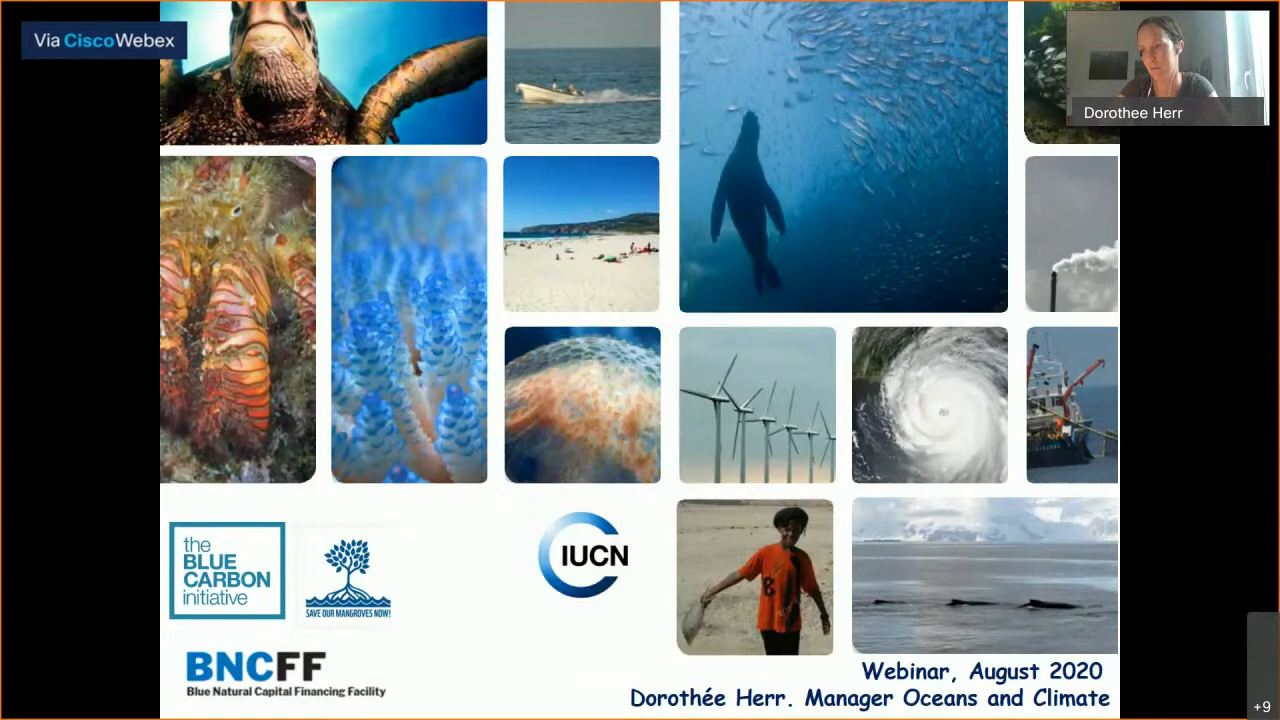 Via Cisco Webex
Dorothee Herr
the
BLUE
CARBON
initiative
SAVE OUR MANGROVES NOW!
IUCN
BNCFF
Blue Natural Capital Financing Facility
Webinar, August 2020
Dorothée Herr. Manager Oceans and Climate
+9